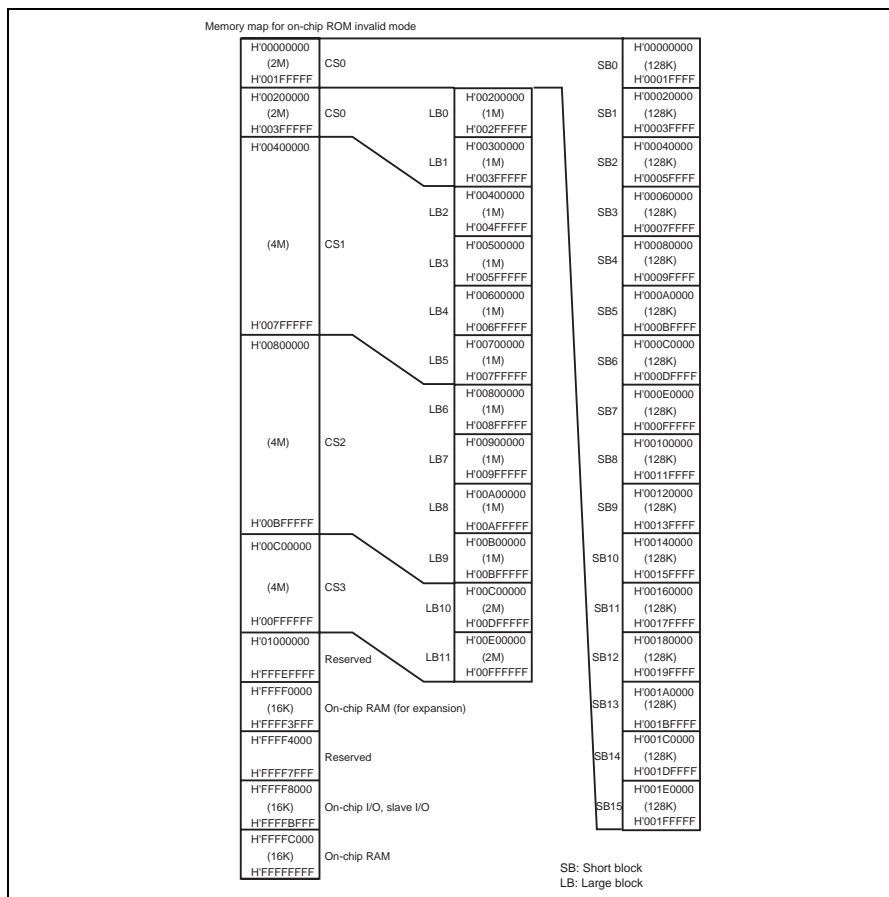 Memory map for on-chip ROM invalid mode
H'00000000
(2M)
H'001FFFFF
CS0
H'00200000
(2M)
H'003FFFFF
CS0
H'00400000
(4M)
H'007FFFFF
CS1
H'00800000
(4M)
H'00BFFFFF
CS2
H'00C00000
(4M)
H'00FFFFFF
CS3
H'01000000
H'FFFEFFFF
Reserved
H'FFFF0000
(16K)
H'FFFF3FFF
On-chip RAM (for expansion)
H'FFFF4000
H'FFFF7FFF
Reserved
H'FFFF8000
(16K)
H'FFFFBFFF
On-chip I/O, slave I/O
H'FFFFC000
(16K)
H'FFFFFFFF
On-chip RAM
LB0
H'00200000
(1M)
H'002FFFFF
LB1
H'00300000
(1M)
H'003FFFFF
LB2
H'00400000
(1M)
H'004FFFFF
LB3
H'00500000
(1M)
H'005FFFFF
LB4
H'00600000
(1M)
H'006FFFFF
LB5
H'00700000
(1M)
H'007FFFFF
LB6
H'00800000
(1M)
H'008FFFFF
LB7
H'00900000
(1M)
H'009FFFFF
LB8
H'00A00000
(1M)
H'00AFFFFF
LB9
H'00B00000
(1M)
H'00BFFFFF
LB10
H'00C00000
(2M)
H'00DFFFFF
LB11
H'00E00000
(2M)
H'00FFFFFF
SB0
H'00000000
(128K)
H'0001FFFF
SB1
H'00020000
(128K)
H'0003FFFF
SB2
H'00040000
(128K)
H'0005FFFF
SB3
H'00060000
(128K)
H'0007FFFF
SB4
H'00080000
(128K)
H'0009FFFF
SB5
H'000A0000
(128K)
H'000BFFFF
SB6
H'000C0000
(128K)
H'000DFFFF
SB7
H'000E0000
(128K)
H'000FFFFF
SB8
H'00100000
(128K)
H'0011FFFF
SB9
H'00120000
(128K)
H'0013FFFF
SB10
H'00140000
(128K)
H'0015FFFF
SB11
H'00160000
(128K)
H'0017FFFF
SB12
H'00180000
(128K)
H'0019FFFF
SB13
H'001A0000
(128K)
H'001BFFFF
SB14
H'001C0000
(128K)
H'001DFFFF
SB15
H'001E0000
(128K)
H'001FFFFF
SB: Short block
LB: Large block